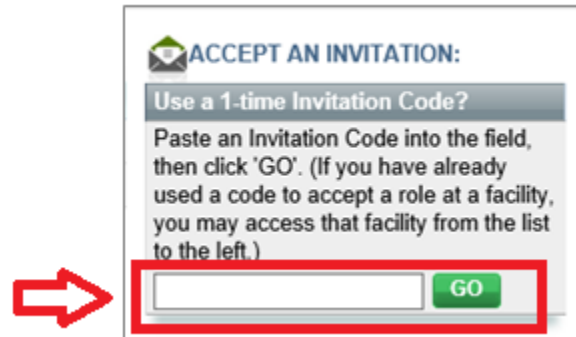 ACCEPT AN INVITATION:
Use a 1-time Invitation Code?
Paste an Invitation Code into the field,
then click 'GO'. (If you have already
used a code to accept a role at a facility,
you may access that facility from the list
to the left.)
GO